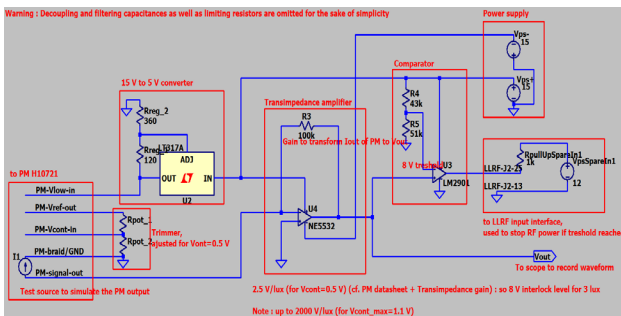 Warning : Decoupling and filtering capacitances as well as limiting resistors are omitted for the sake of simplicity
Power supply
Vps-
15
Vps+
15
15 V to 5 V converter
Rreg_2
360
Rreg_
120
LT317A
ADJ
OUT
IN
U2
Transimpedance amplifier
R3
100k
Gain to transform Iout of PM to Vout
U4
NE5532
Comparator
R4
43k
R5
51k
8 V treshold
U3
LM2901
LLRF-J2-25
RpullUpSpareIn1
1k
VpsSpareIn1
12
LLRF-J2-13
to LLRF input interface,
used to stop RF power if treshold reache
to PM H10721
PM-Vlow-in
PM-Vref-out
PM-Vcont-in
PM-braid/GND
PM-signal-out
I1
Test source to simulate the PM output
Rpot_1
Rpot_2
Trimmer,
adjusted for Vont=0.5 V
Vout
To scope to record waveform
2.5 V/lux (for Vcont=0.5 V) (cf. PM datasheet + Transimpedance gain) : so 8 V interlock level for 3 lux
Note : up to 2000 V/lux (for Vcont_max=1.1 V)